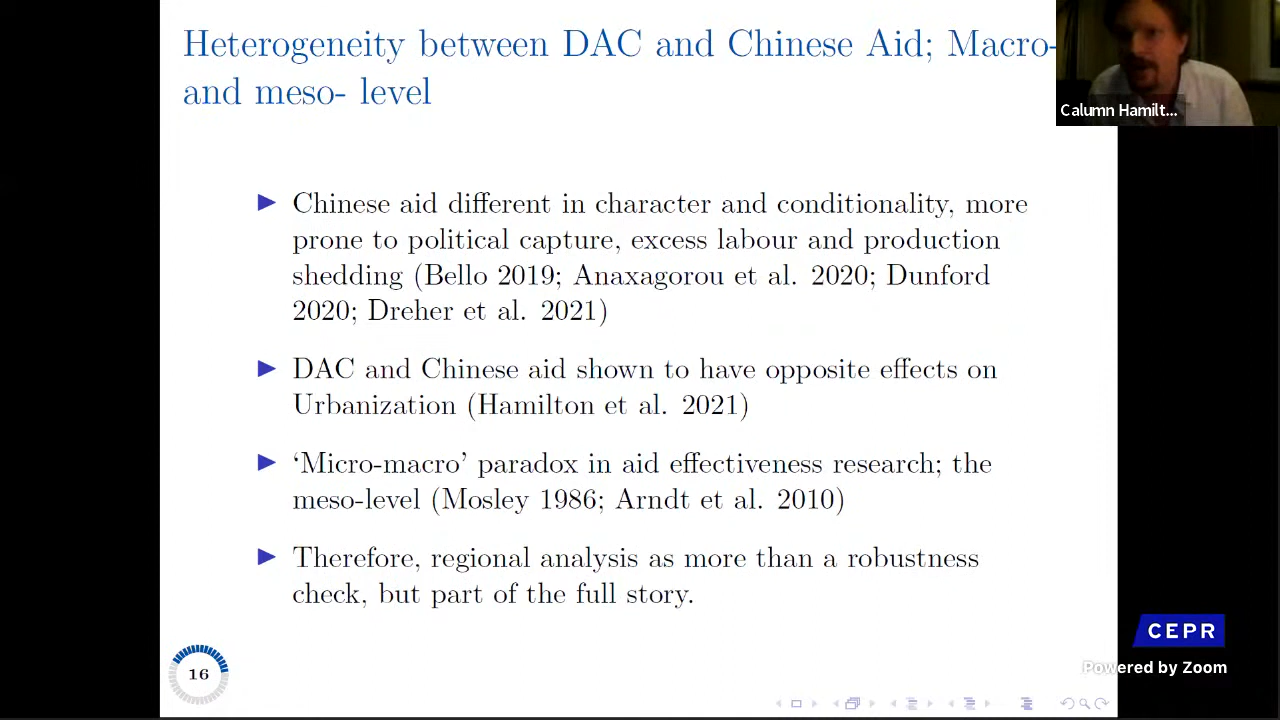 Heterogeneity between DAC and Chinese Aid; Macro-
and meso- level
Calumn Hamilt...
Chinese aid different in character and conditionality, more
prone to political capture, excess labour and production
shedding (Bello 2019; Anaxagorou et al. 2020; Dunford
2020; Dreher et al. 2021)
DAC and Chinese aid shown to have opposite effects on
Urbanization (Hamilton et al. 2021)
‘Micro-macro’ paradox in aid effectiveness research; the
meso-level (Mosley 1986; Arndt et al. 2010)
Therefore, regional analysis as more than a robustness
check, but part of the full story.
16
CEPR
Powered by Zoom